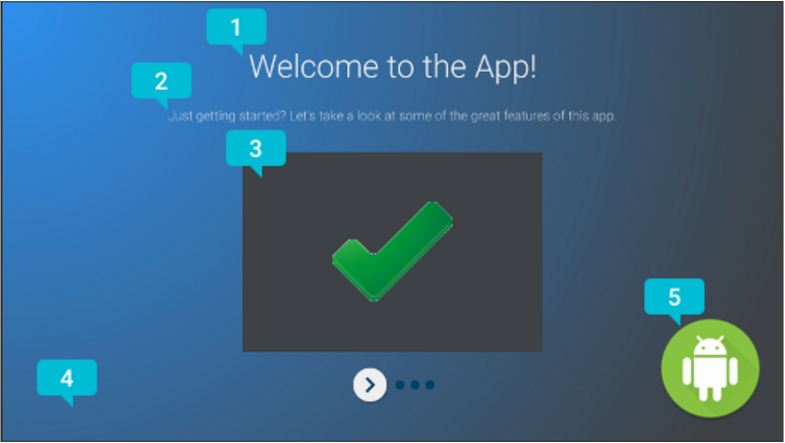 1
Welcome to the App!
2
Just getting started? Let's take a look at some of the great features of this app
3
5
4